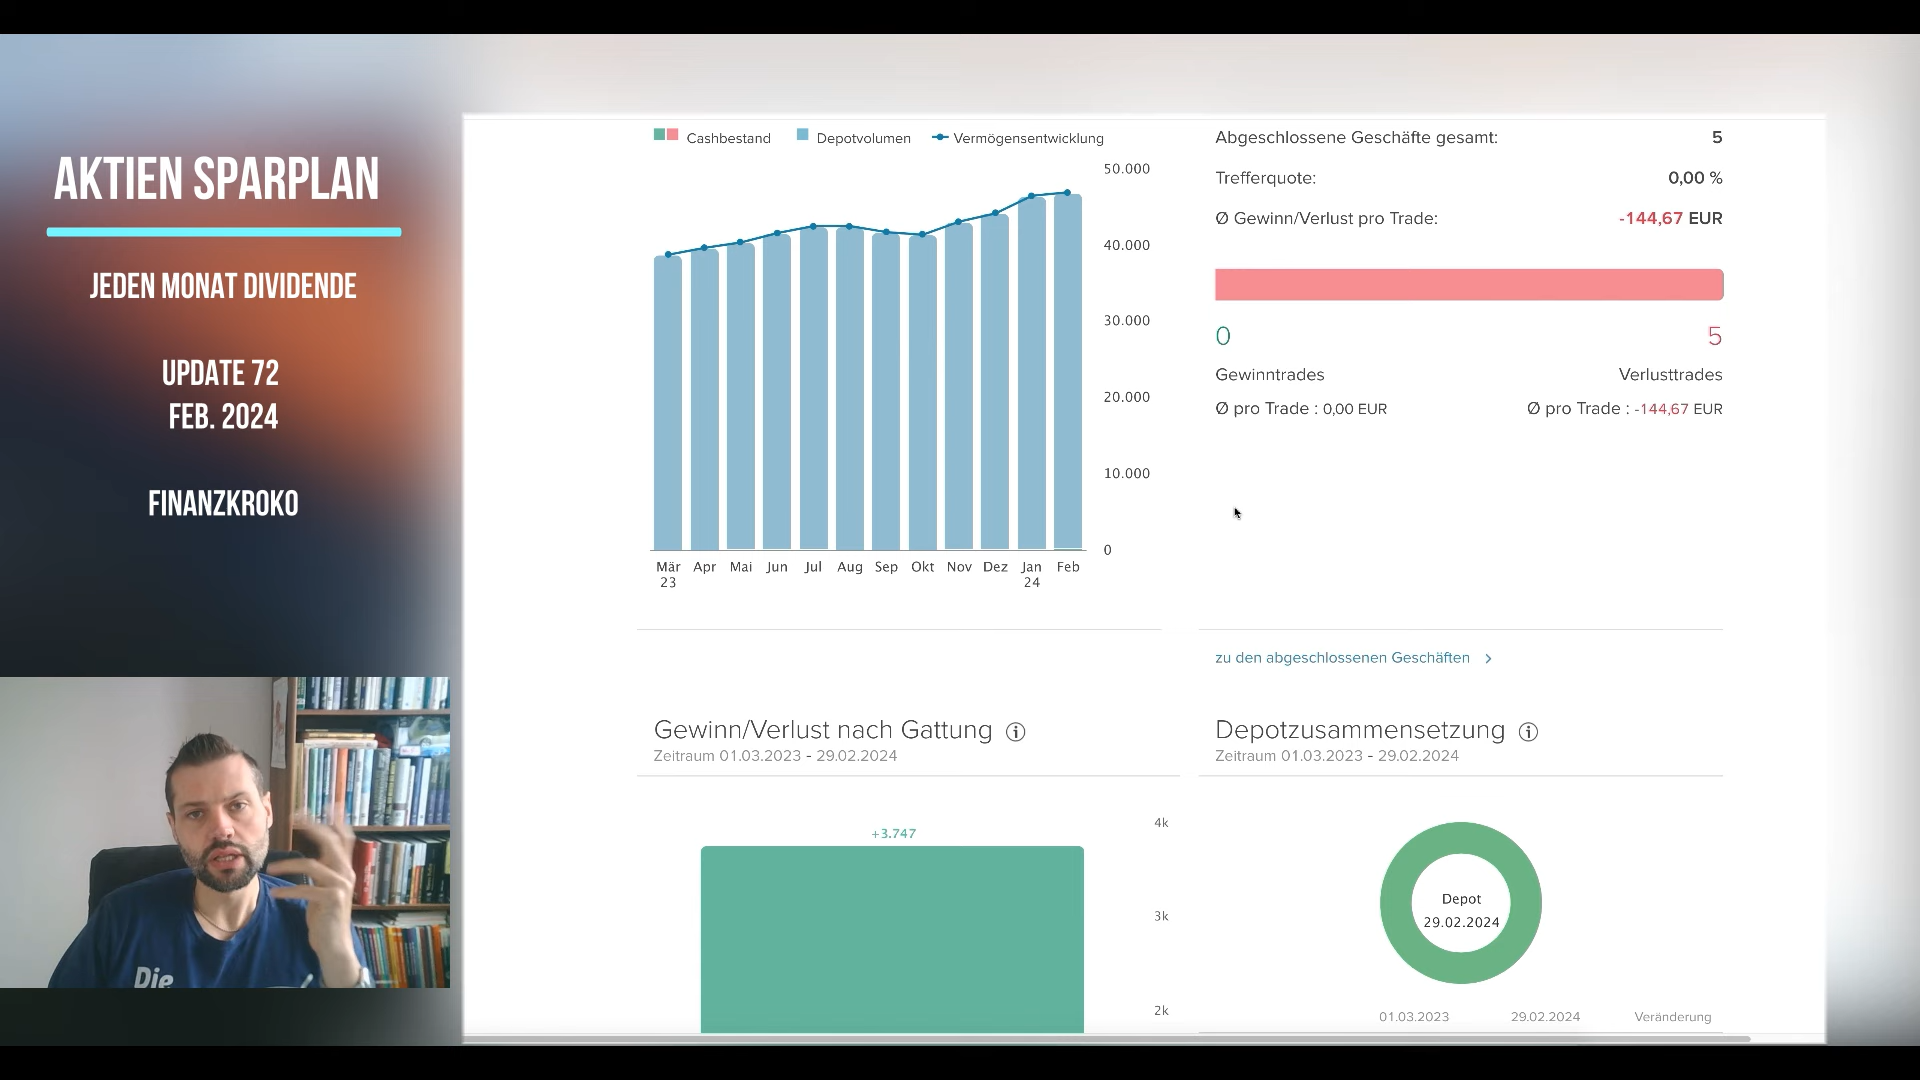 AKTIEN SPARPLAN
JEDEN MONAT DIVIDENDE
UPDATE 72
FEB. 2024
FINANZKROKO
Die
Cashbestand Depotvolumen Vermögensentwicklung
50.000
40.000
30.000
20.000
10.000
0
Mär Apr Mai Jun Jul Aug Sep Okt Nov Dez Jan Feb
23 24
Abgeschlossene Geschäfte gesamt: 5
Trefferquote: 0,00 %
Ø Gewinn/Verlust pro Trade: -144,67 EUR
0 5
Gewinntrades Verlusttrades
Ø pro Trade : 0,00 EUR Ø pro Trade : -144,67 EUR
zu den abgeschlossenen Geschäften
Gewinn/Verlust nach Gattung
Zeitraum 01.03.2023 - 29.02.2024
+3.747
4k
3k
2k
Depotzusammensetzung
Zeitraum 01.03.2023 - 29.02.2024
Depot
29.02.2024
01.03.2023 29.02.2024 Veränderung